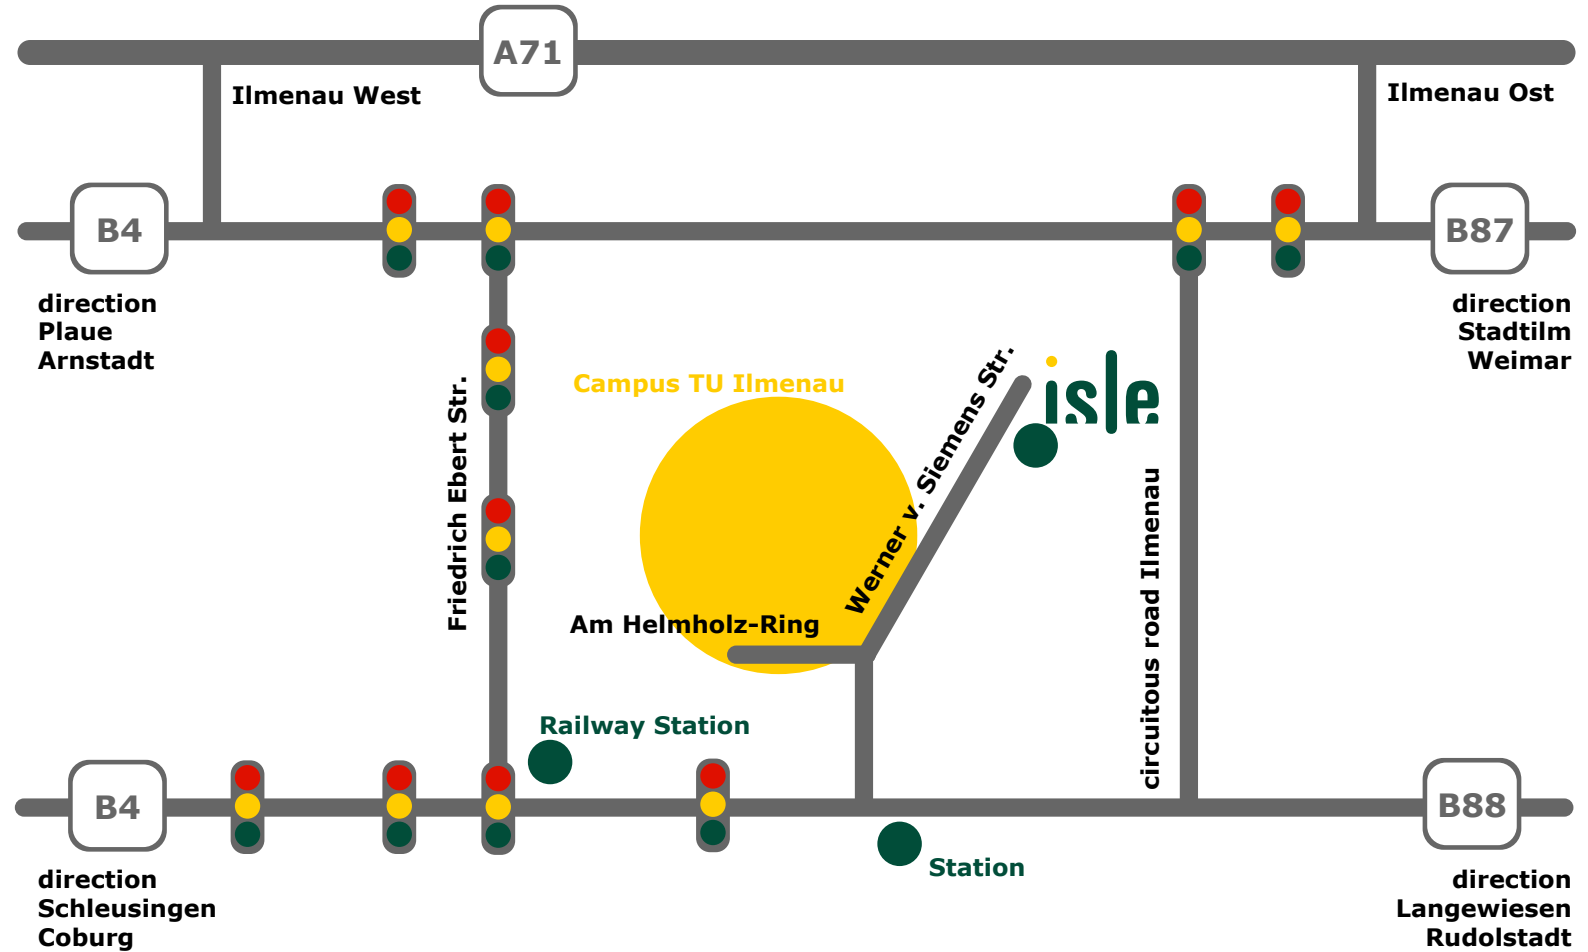 A71
Ilmenau West
Ilmenau Ost
B4
B87
direction
Plaue
Arnstadt
direction
Stadtilm
Weimar
Campus TU Ilmenau
Werner v. Siemens Str.
isle
Friedrich Ebert Str.
circuitous road Ilmenau
Am Helmholz-Ring
Railway Station
B4
B88
Station
direction
Schleusingen
Coburg
direction
Langewiesen
Rudolstadt